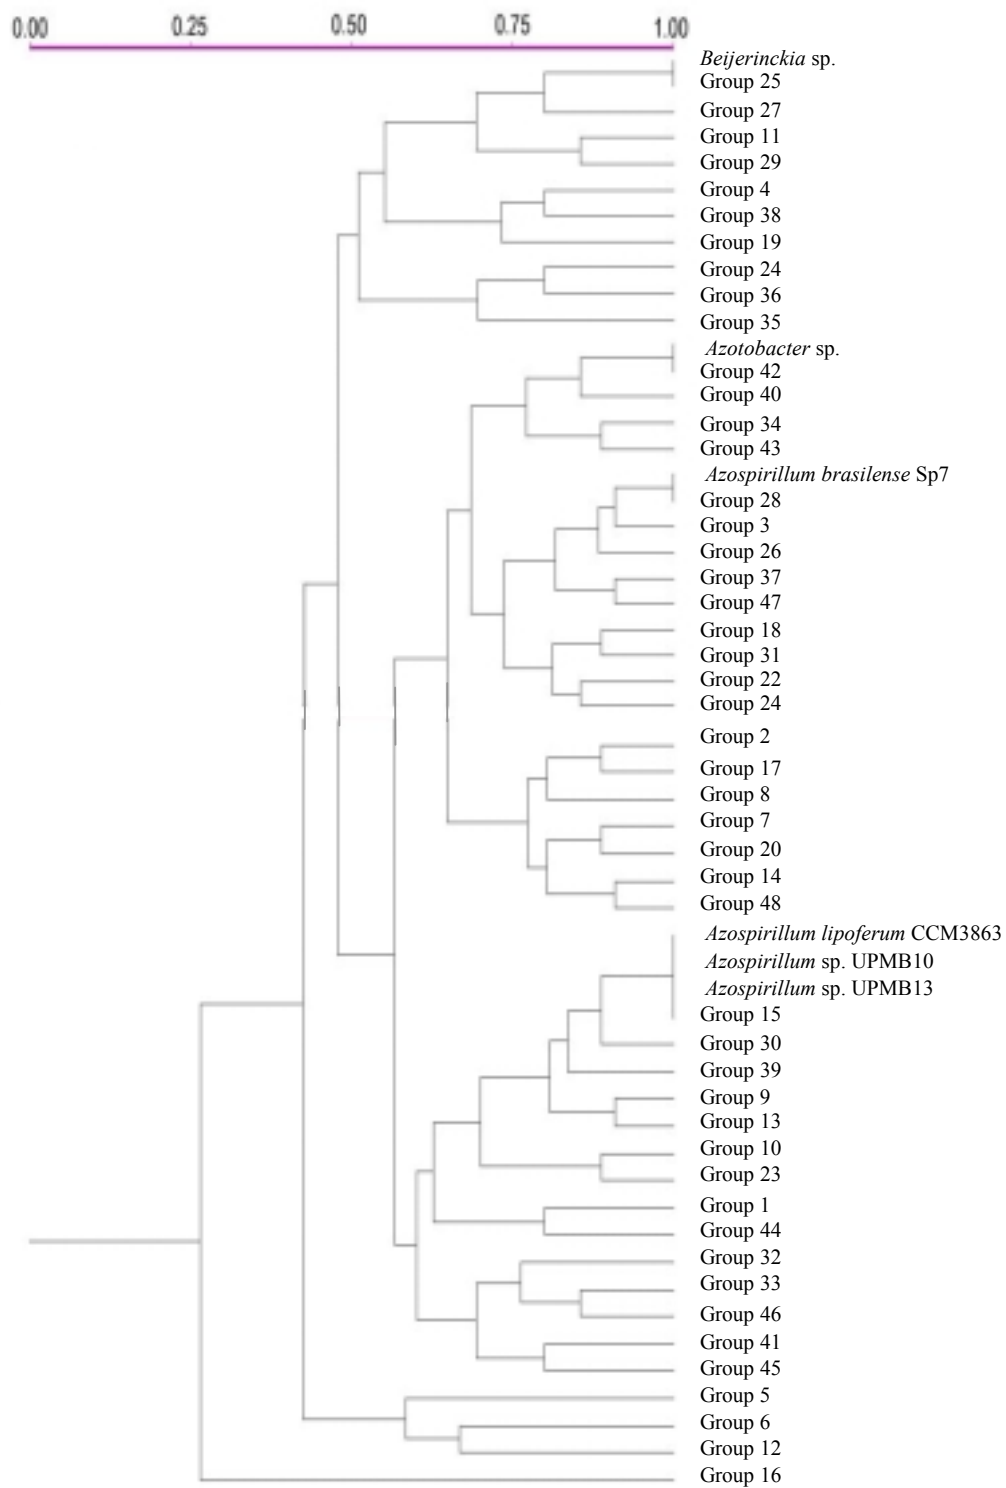 0.00 0.25 0.50 0.75 1.00
Beijerinckia sp.
Group 25
Group 27
Group 11
Group 29
Group 4
Group 38
Group 19
Group 24
Group 36
Group 35
Azotobacter sp.
Group 42
Group 40
Group 34
Group 43
Azospirillum brasilense Sp7
Group 28
Group 3
Group 26
Group 37
Group 47
Group 18
Group 31
Group 22
Group 24
Group 2
Group 17
Group 8
Group 7
Group 20
Group 14
Group 48
Azospirillum lipoferum CCM3863
Azospirillum sp. UPMB10
Azospirillum sp. UPMB13
Group 15
Group 30
Group 39
Group 9
Group 13
Group 10
Group 23
Group 1
Group 44
Group 32
Group 33
Group 46
Group 41
Group 45
Group 5
Group 6
Group 12
Group 16